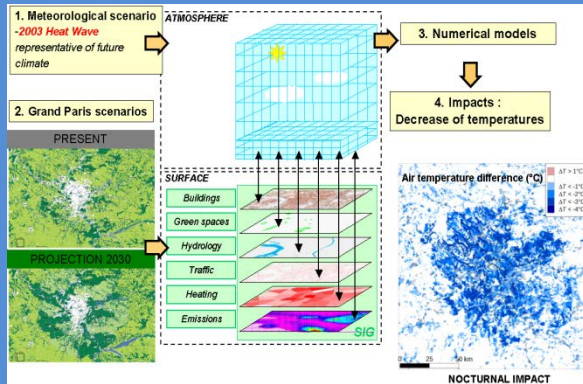 1. Meteorological scenario
-2003 Heat Wave
representative of future
climate
2. Grand Paris scenarios
PRESENT
PROJECTION 2030
ATMOSPHERE
SURFACE
Buildings
Green spaces
Hydrology
Traffic
Heating
Emissions
SIG
3. Numerical models
4. Impacts :
Decrease of temperatures
Air temperature difference (°C)
ΔT > 1°C
ΔT < -1°C
ΔT < -2°C
ΔT < -3°C
ΔT < -4°C
0 25 50
km
NOCTURNAL IMPACT